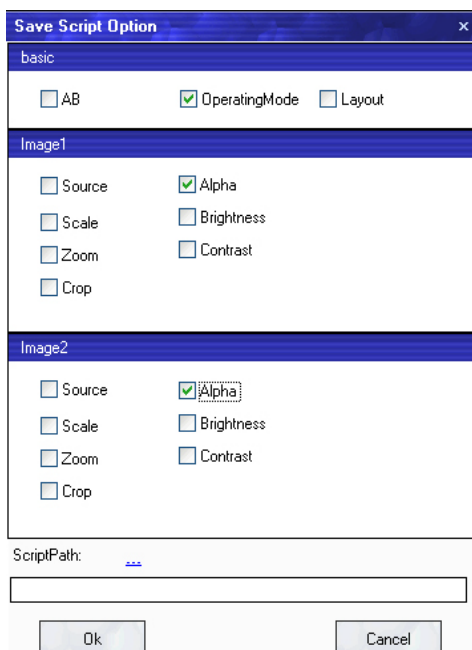 Save Script Option x
basic
AB OperatingMode Layout
Image1
Source Alpha
Scale Brightness
Zoom Contrast
Crop
Image2
Source Alpha
Scale Brightness
Zoom Contrast
Crop
ScriptPath: ...
Ok Cancel